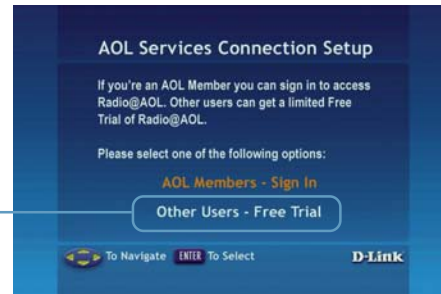 AOL Services Connection Setup
If you're an AOL Member you can sign in to access
Radio@AOL. Other users can get a limited Free
Trial of Radio@AOL.
Please select one of the following options:
AOL Members - Sign In
Other Users - Free Trial
To Navigate ENTER To Select D-Link